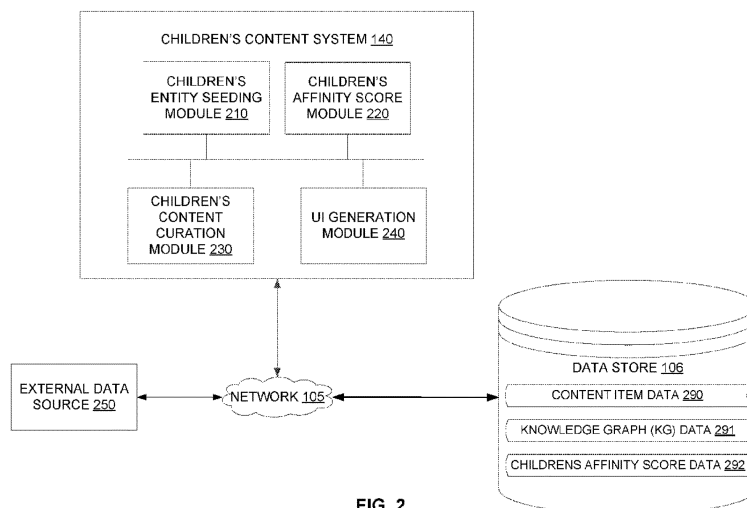 CHILDREN'S CONTENT SYSTEM 140
CHILDREN'S
ENTITY SEEDING
MODULE 210
CHILDREN'S
AFFINITY SCORE
MODULE 220
CHILDREN'S
CONTENT
CURATION
MODULE 230
UI GENERATION
MODULE 240
EXTERNAL DATA
SOURCE 250
NETWORK 105
DATA STORE 106
CONTENT ITEM DATA 290
KNOWLEDGE GRAPH (KG) DATA 291
CHILDRENS AFFINITY SCORE DATA 292
FIG. 2